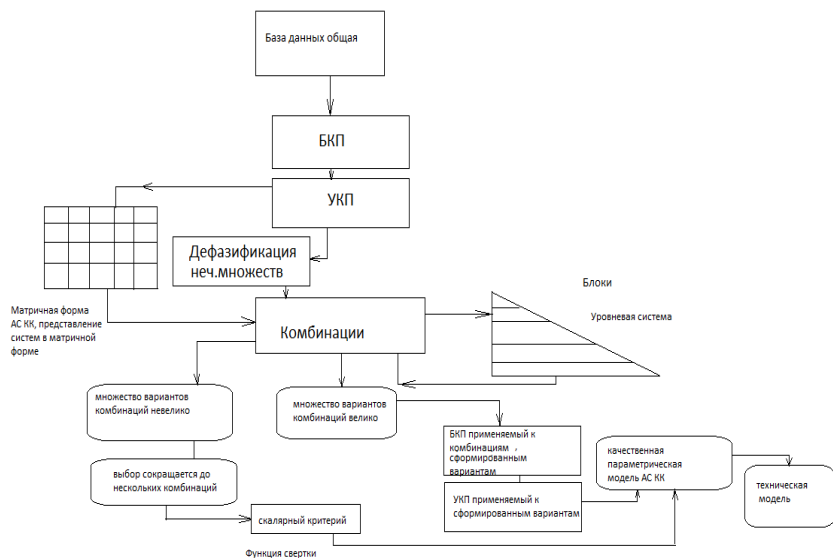 База данных общая
БКП
УКП
Дефазификация
неч.множеств
Блоки
Уровневая система
Матричная форма
АС КК, представление
систем в матричной
форме
Комбинации
множество вариантов
комбинаций невелико
множество вариантов
комбинаций велико
БКП применяемый к
комбинациям ,
сформированным
вариантам
качественная
параметрическая
модель АС КК
выбор сокращается до
нескольких комбинаций
техническая
модель
УКП применяемый к
сформированным вариантам
скалярный критерий
Функция свертки